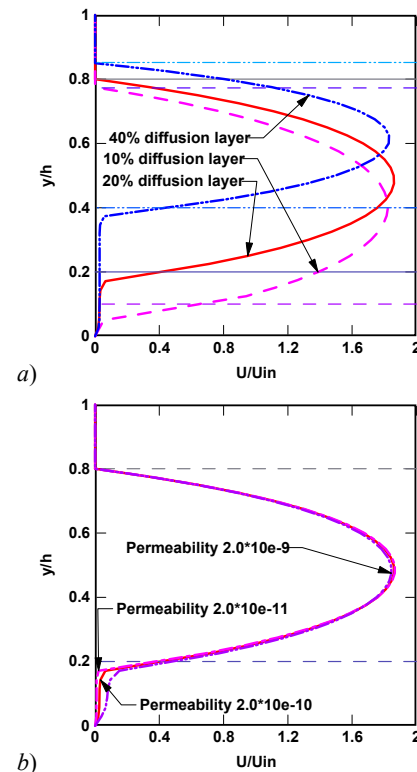 1
0.8
0.6
0.4
0.2
0
y/h
40% diffusion layer
10% diffusion layer
20% diffusion layer
0 0.4 0.8 1.2 1.6 2
U/Uin
a)
1
0.8
0.6
0.4
0.2
0
y/h
Permeability 2.0*10e-9
Permeability 2.0*10e-11
Permeability 2.0*10e-10
0 0.4 0.8 1.2 1.6 2
U/Uin
b)